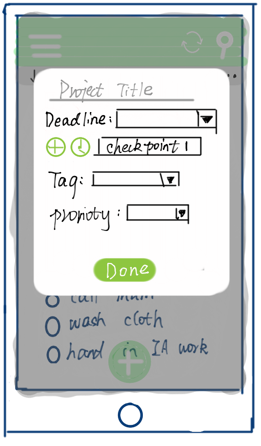 Project Title
Deadline:
checkpoint 1
Tag:
priority:
Done
call mum
wash cloth
hand in IA work